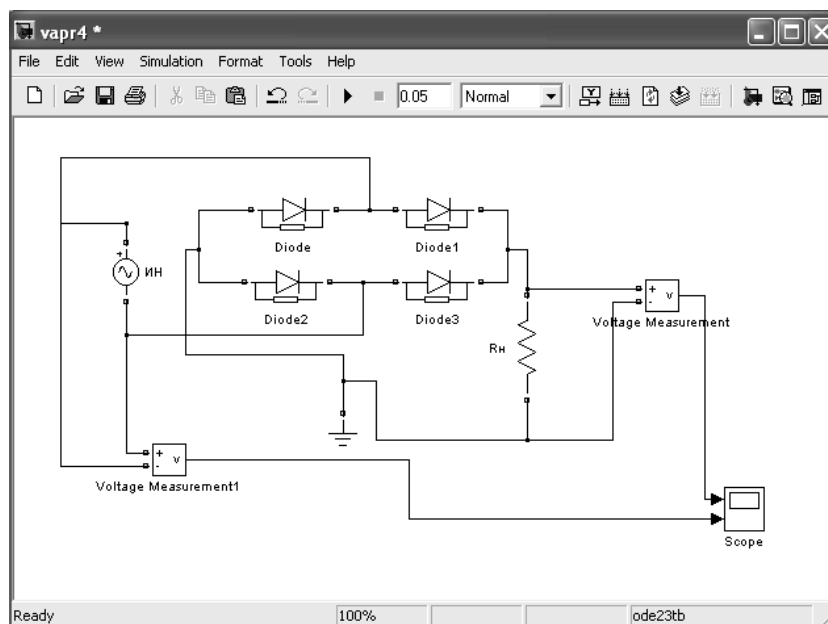 vapr4 *
File Edit View Simulation Format Tools Help
0.05 Normal
Diode Diode1
+ ИН
Diode2 Diode3
+ - v
Voltage Measurement
Rн
+ - v
Voltage Measurement1
Scope
Ready 100% ode23tb